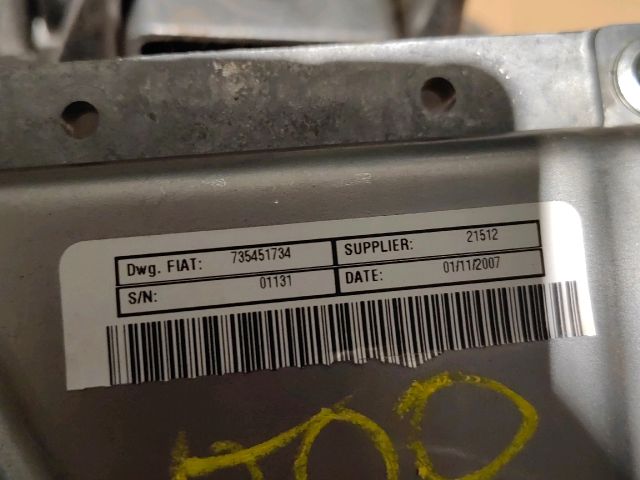 Dwg. FIAT: 735451734 SUPPLIER: 21512
S/N: 01131 DATE: 01/11/2007